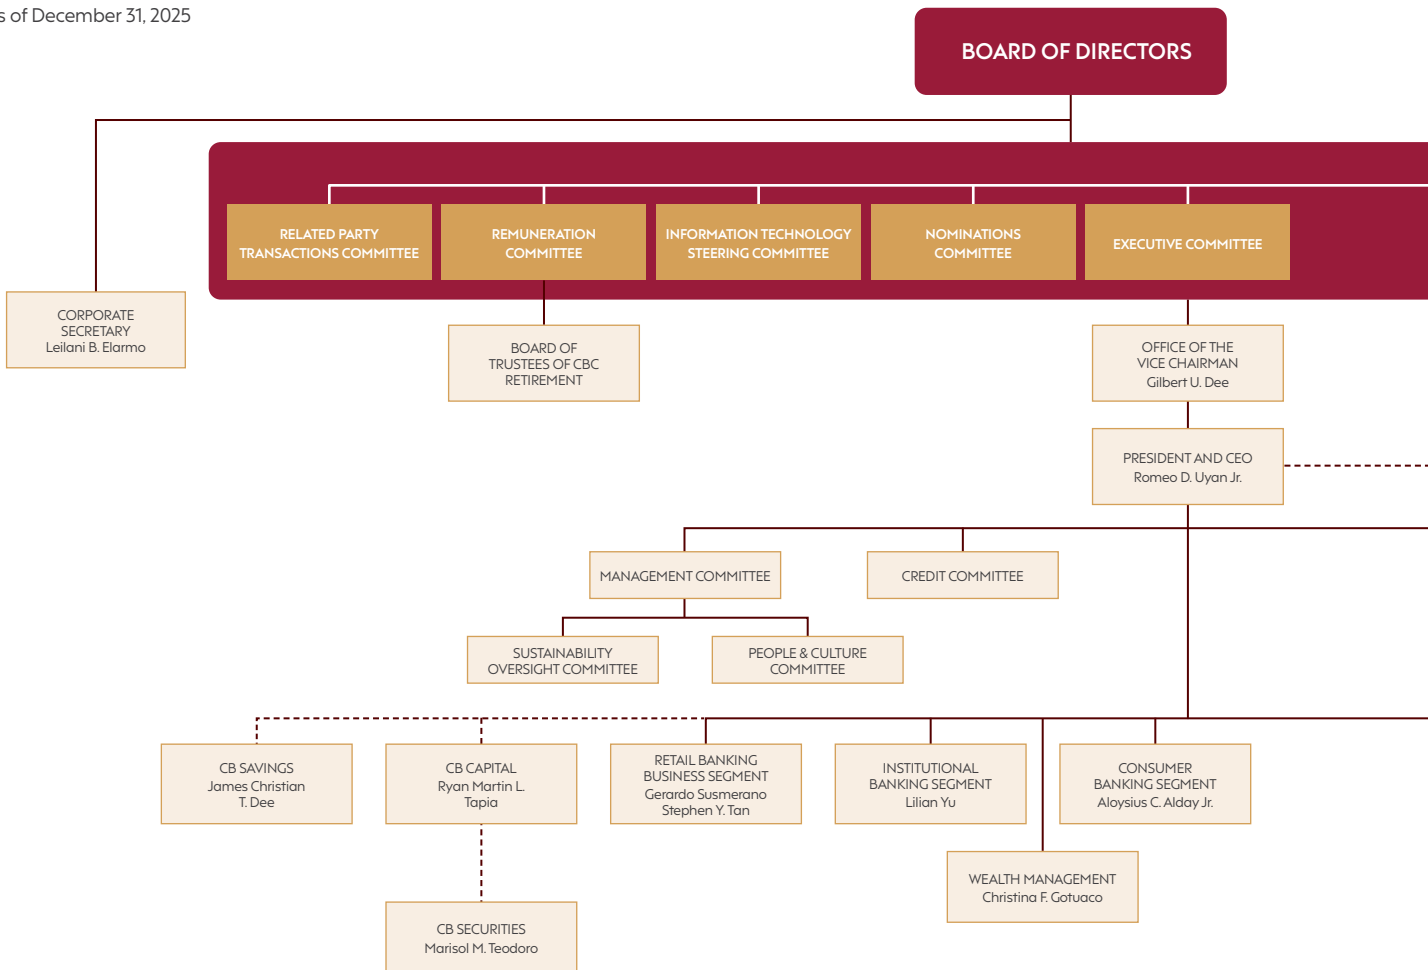 s of December 31, 2025
BOARD OF DIRECTORS
RELATED PARTY
TRANSACTIONS COMMITTEE
REMUNERATION
COMMITTEE
INFORMATION TECHNOLOGY
STEERING COMMITTEE
NOMINATIONS
COMMITTEE
EXECUTIVE COMMITTEE
CORPORATE
SECRETARY
Leilani B. Elarmo
BOARD OF
TRUSTEES OF CBC
RETIREMENT
OFFICE OF THE
VICE CHAIRMAN
Gilbert U. Dee
PRESIDENT AND CEO
Romeo D. Uyan Jr.
MANAGEMENT COMMITTEE
CREDIT COMMITTEE
SUSTAINABILITY
OVERSIGHT COMMITTEE
PEOPLE & CULTURE
COMMITTEE
CB SAVINGS
James Christian
T. Dee
CB CAPITAL
Ryan Martin L.
Tapia
RETAIL BANKING
BUSINESS SEGMENT
Gerardo Susmerano
Stephen Y. Tan
INSTITUTIONAL
BANKING SEGMENT
Lilian Yu
CONSUMER
BANKING SEGMENT
Aloysius C. Alday Jr.
WEALTH MANAGEMENT
Christina F. Gotuaco
CB SECURITIES
Marisol M. Teodoro